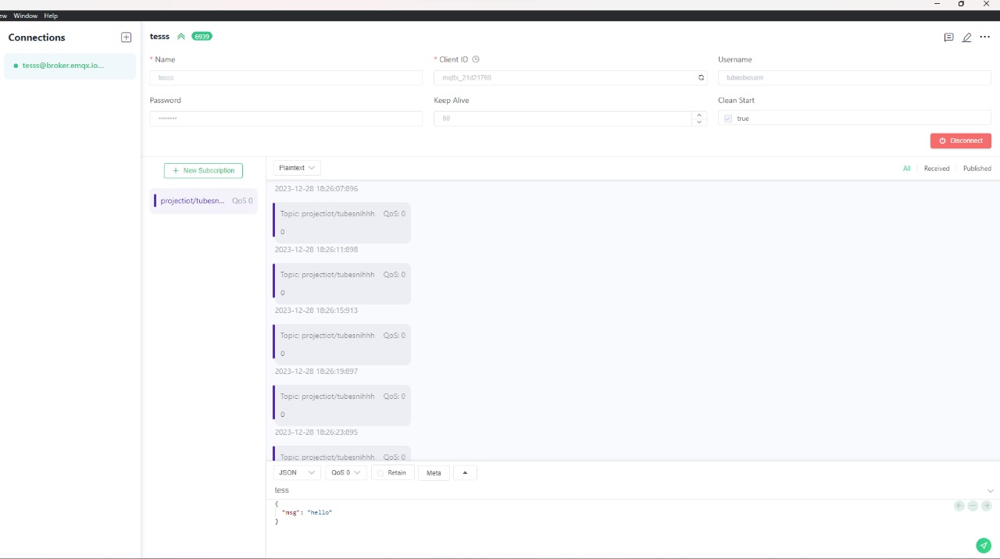 ew Window Help
Connections
tesss@broker.emqx.io...
tesss 6939
* Name
tesss
* Client ID
mqttx_21d21760
Username
tubesbesarrr
Password
••••••••
Keep Alive
60
Clean Start
true
Disconnect
+ New Subscription
projectiot/tubesn... QoS 0
Plaintext
All Received Published
2023-12-28 18:26:07:896
Topic: projectiot/tubesnihhh QoS: 0
0
2023-12-28 18:26:11:898
Topic: projectiot/tubesnihhh QoS: 0
0
2023-12-28 18:26:15:913
Topic: projectiot/tubesnihhh QoS: 0
0
2023-12-28 18:26:19:897
Topic: projectiot/tubesnihhh QoS: 0
0
2023-12-28 18:26:23:895
Topic: projectiot/tubesnihhh QoS: 0
JSON QoS 0 Retain Meta
tess
{
"msg": "hello"
}